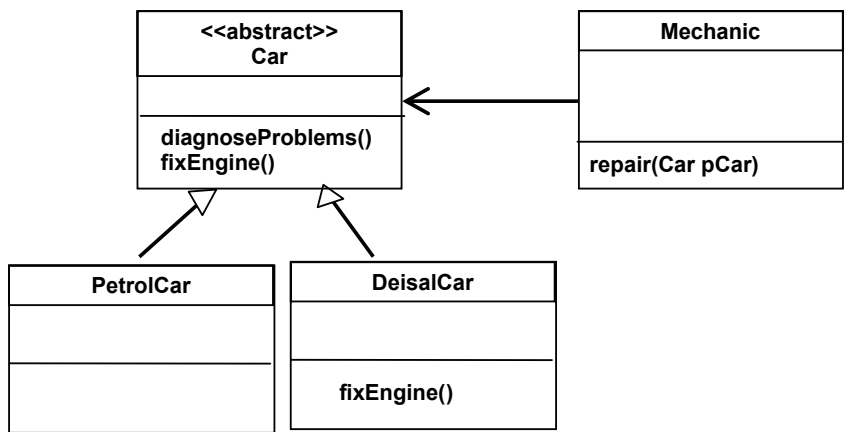 <<abstract>>
Car
diagnoseProblems()
fixEngine()
Mechanic
repair(Car pCar)
PetrolCar
DeisalCar
fixEngine()